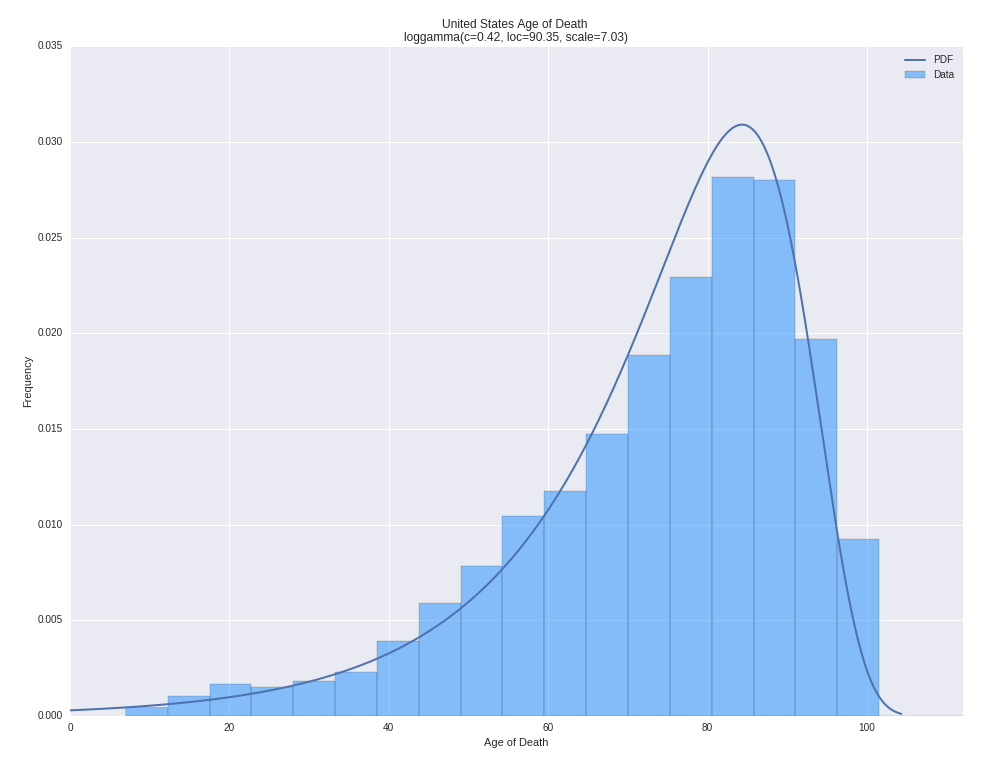 United States Age of Death
loggamma(c=0.42, loc=90.35, scale=7.03)
PDF
Data
0.035
0.030
0.025
0.020
0.015
0.010
0.005
0.000
Frequency
0
20
40
60
80
100
Age of Death